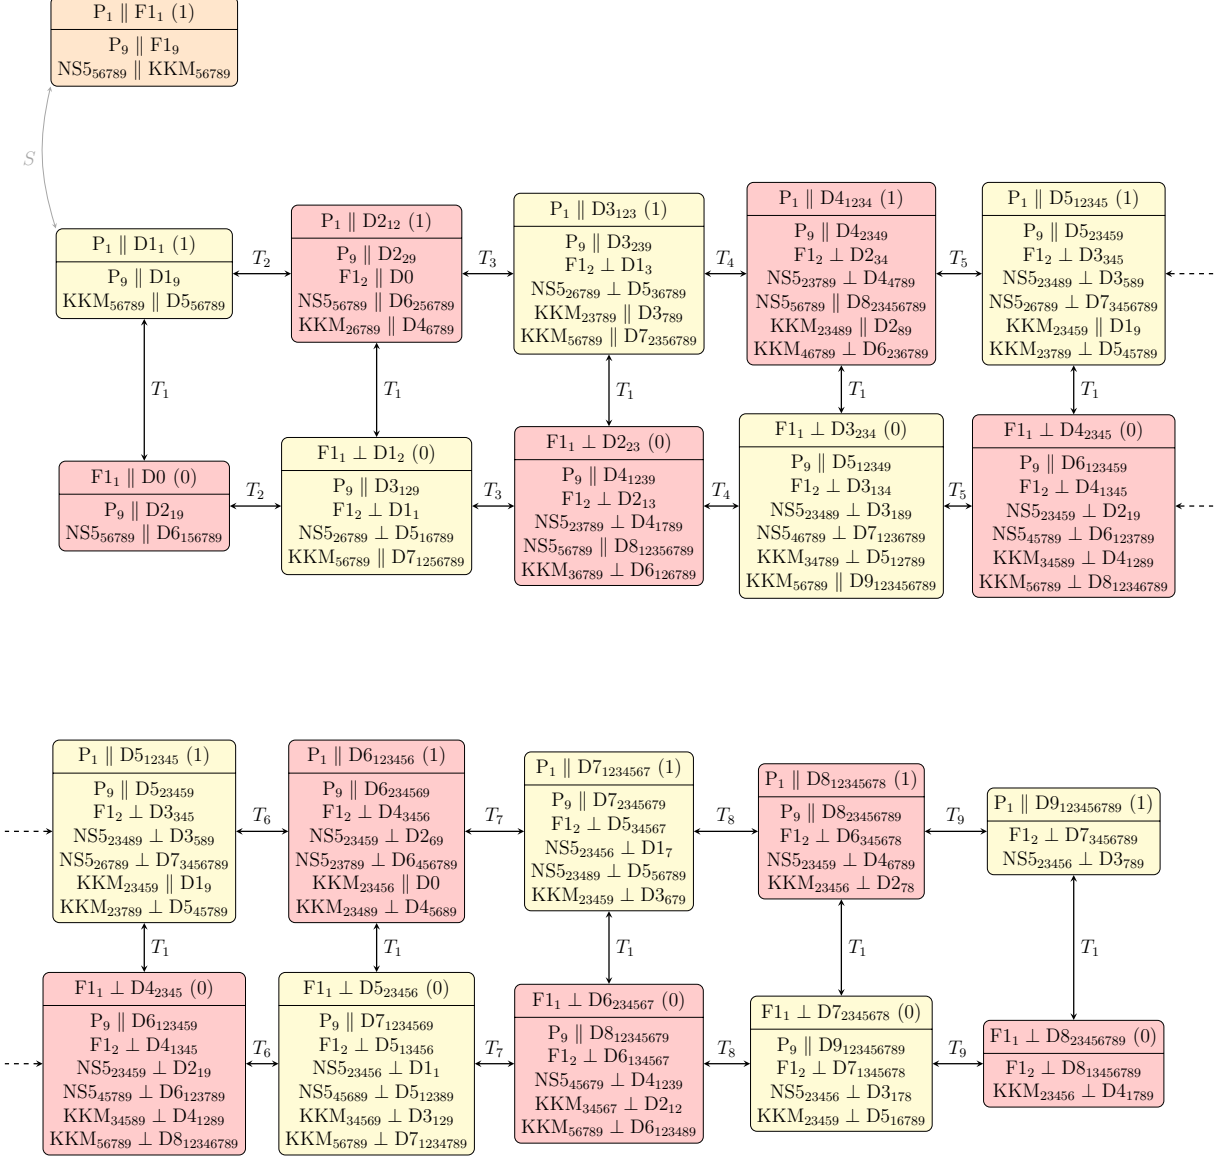 P₁ ∥ F1₁ (1)
P₉ ∥ F1₉
NS5₅₆₇₈₉ ∥ KKM₅₆₇₈₉
S
P₁ ∥ D1₁ (1)
P₉ ∥ D1₉
KKM₅₆₇₈₉ ∥ D5₅₆₇₈₉
T₂
P₁ ∥ D2₁₂ (1)
P₉ ∥ D2₂₉
F1₂ ∥ D0
NS5₅₆₇₈₉ ∥ D6₂₅₆₇₈₉
KKM₂₆₇₈₉ ∥ D4₆₇₈₉
T₃
P₁ ∥ D3₁₂₃ (1)
P₉ ∥ D3₂₃₉
F1₂ ⊥ D1₃
NS5₂₆₇₈₉ ⊥ D5₃₆₇₈₉
KKM₂₃₇₈₉ ∥ D3₇₈₉
KKM₅₆₇₈₉ ∥ D7₂₃₅₆₇₈₉
T₄
P₁ ∥ D4₁₂₃₄ (1)
P₉ ∥ D4₂₃₄₉
F1₂ ⊥ D2₃₄
NS5₂₃₇₈₉ ⊥ D4₄₇₈₉
NS5₅₆₇₈₉ ∥ D8₂₃₄₅₆₇₈₉
KKM₂₃₄₈₉ ∥ D2₈₉
KKM₄₆₇₈₉ ⊥ D6₂₃₆₇₈₉
T₅
P₁ ∥ D5₁₂₃₄₅ (1)
P₉ ∥ D5₂₃₄₅₉
F1₂ ⊥ D3₃₄₅
NS5₂₃₄₈₉ ⊥ D3₅₈₉
NS5₂₆₇₈₉ ⊥ D7₃₄₅₆₇₈₉
KKM₂₃₄₅₉ ∥ D1₉
KKM₂₃₇₈₉ ⊥ D5₄₅₇₈₉
T₁
T₁
T₁
T₁
T₁
F1₁ ∥ D0 (0)
P₉ ∥ D2₁₉
NS5₅₆₇₈₉ ∥ D6₁₅₆₇₈₉
T₂
F1₁ ⊥ D1₂ (0)
P₉ ∥ D3₁₂₉
F1₂ ⊥ D1₁
NS5₂₆₇₈₉ ⊥ D5₁₆₇₈₉
KKM₅₆₇₈₉ ∥ D7₁₂₅₆₇₈₉
T₃
F1₁ ⊥ D2₂₃ (0)
P₉ ∥ D4₁₂₃₉
F1₂ ⊥ D2₁₃
NS5₂₃₇₈₉ ⊥ D4₁₇₈₉
NS5₅₆₇₈₉ ∥ D8₁₂₃₅₆₇₈₉
KKM₃₆₇₈₉ ⊥ D6₁₂₆₇₈₉
T₄
F1₁ ⊥ D3₂₃₄ (0)
P₉ ∥ D5₁₂₃₄₉
F1₂ ⊥ D3₁₃₄
NS5₂₃₄₈₉ ⊥ D3₁₈₉
NS5₄₆₇₈₉ ⊥ D7₁₂₃₆₇₈₉
KKM₃₄₇₈₉ ⊥ D5₁₂₇₈₉
KKM₅₆₇₈₉ ∥ D9₁₂₃₄₅₆₇₈₉
T₅
F1₁ ⊥ D4₂₃₄₅ (0)
P₉ ∥ D6₁₂₃₄₅₉
F1₂ ⊥ D4₁₃₄₅
NS5₂₃₄₅₉ ⊥ D2₁₉
NS5₄₅₇₈₉ ⊥ D6₁₂₃₇₈₉
KKM₃₄₅₈₉ ⊥ D4₁₂₈₉
KKM₅₆₇₈₉ ⊥ D8₁₂₃₄₆₇₈₉
P₁ ∥ D5₁₂₃₄₅ (1)
P₉ ∥ D5₂₃₄₅₉
F1₂ ⊥ D3₃₄₅
NS5₂₃₄₈₉ ⊥ D3₅₈₉
NS5₂₆₇₈₉ ⊥ D7₃₄₅₆₇₈₉
KKM₂₃₄₅₉ ∥ D1₉
KKM₂₃₇₈₉ ⊥ D5₄₅₇₈₉
T₆
P₁ ∥ D6₁₂₃₄₅₆ (1)
P₉ ∥ D6₂₃₄₅₆₉
F1₂ ⊥ D4₃₄₅₆
NS5₂₃₄₅₉ ⊥ D2₆₉
NS5₂₃₇₈₉ ⊥ D6₄₅₆₇₈₉
KKM₂₃₄₅₆ ∥ D0
KKM₂₃₄₈₉ ⊥ D4₅₆₈₉
T₇
P₁ ∥ D7₁₂₃₄₅₆₇ (1)
P₉ ∥ D7₂₃₄₅₆₇₉
F1₂ ⊥ D5₃₄₅₆₇
NS5₂₃₄₅₆ ⊥ D1₇
NS5₂₃₄₈₉ ⊥ D5₅₆₇₈₉
KKM₂₃₄₅₉ ⊥ D3₆₇₉
T₈
P₁ ∥ D8₁₂₃₄₅₆₇₈ (1)
P₉ ∥ D8₂₃₄₅₆₇₈₉
F1₂ ⊥ D6₃₄₅₆₇₈
NS5₂₃₄₅₉ ⊥ D4₆₇₈₉
KKM₂₃₄₅₆ ⊥ D2₇₈
T₉
P₁ ∥ D9₁₂₃₄₅₆₇₈₉ (1)
F1₂ ⊥ D7₃₄₅₆₇₈₉
NS5₂₃₄₅₆ ⊥ D3₇₈₉
T₁
T₁
T₁
T₁
T₁
F1₁ ⊥ D4₂₃₄₅ (0)
P₉ ∥ D6₁₂₃₄₅₉
F1₂ ⊥ D4₁₃₄₅
NS5₂₃₄₅₉ ⊥ D2₁₉
NS5₄₅₇₈₉ ⊥ D6₁₂₃₇₈₉
KKM₃₄₅₈₉ ⊥ D4₁₂₈₉
KKM₅₆₇₈₉ ⊥ D8₁₂₃₄₆₇₈₉
T₆
F1₁ ⊥ D5₂₃₄₅₆ (0)
P₉ ∥ D7₁₂₃₄₅₆₉
F1₂ ⊥ D5₁₃₄₅₆
NS5₂₃₄₅₆ ⊥ D1₁
NS5₄₅₆₈₉ ⊥ D5₁₂₃₈₉
KKM₃₄₅₆₉ ⊥ D3₁₂₉
KKM₅₆₇₈₉ ⊥ D7₁₂₃₄₇₈₉
T₇
F1₁ ⊥ D6₂₃₄₅₆₇ (0)
P₉ ∥ D8₁₂₃₄₅₆₇₉
F1₂ ⊥ D6₁₃₄₅₆₇
NS5₄₅₆₇₉ ⊥ D4₁₂₃₉
KKM₃₄₅₆₇ ⊥ D2₁₂
KKM₅₆₇₈₉ ⊥ D6₁₂₃₄₈₉
T₈
F1₁ ⊥ D7₂₃₄₅₆₇₈ (0)
P₉ ∥ D9₁₂₃₄₅₆₇₈₉
F1₂ ⊥ D7₁₃₄₅₆₇₈
NS5₂₃₄₅₆ ⊥ D3₁₇₈
KKM₂₃₄₅₉ ⊥ D5₁₆₇₈₉
T₉
F1₁ ⊥ D8₂₃₄₅₆₇₈₉ (0)
F1₂ ⊥ D8₁₃₄₅₆₇₈₉
KKM₂₃₄₅₆ ⊥ D4₁₇₈₉